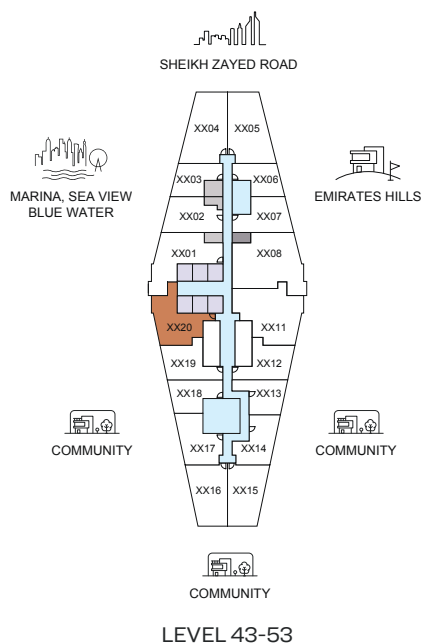 SHEIKH ZAYED ROAD
XX04 XX05
XX03 XX06
MARINA, SEA VIEW
BLUE WATER
EMIRATES HILLS
XX02 XX07
XX01 XX08
XX20 XX11
XX19 XX12
XX18 XX13
COMMUNITY
COMMUNITY
XX17 XX14
XX16 XX15
COMMUNITY
LEVEL 43-53